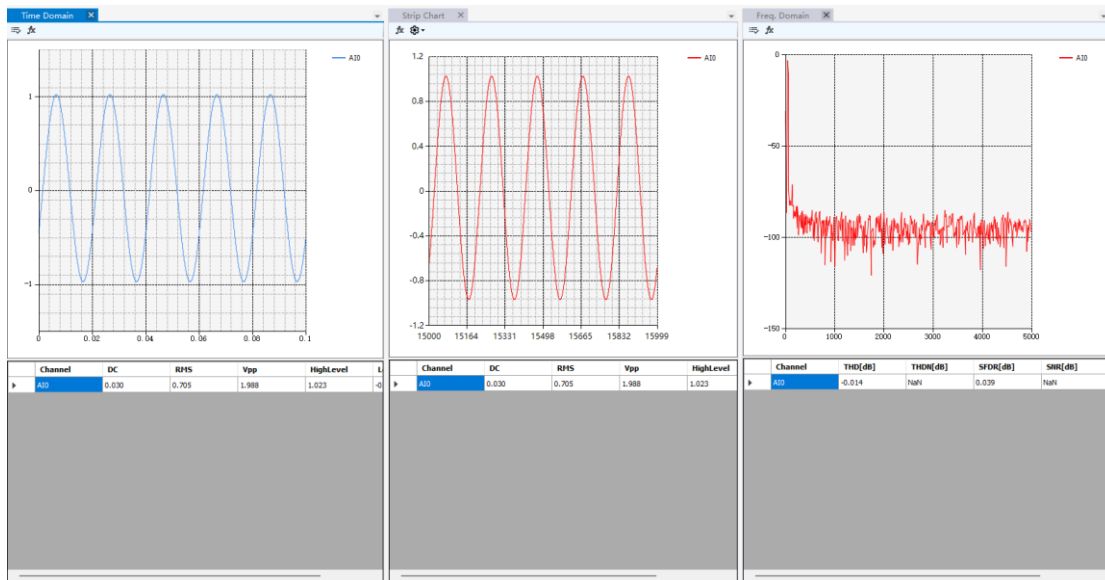 Time Domain
fx
AI0
1
0
-1
0 0.02 0.04 0.06 0.08 0.1
Channel DC RMS Vpp HighLevel
AI0 0.030 0.705 1.988 1.023
Strip Chart
fx
AI0
1.2
0.8
0.4
0
-0.4
-0.8
-1.2
15000 15164 15331 15498 15665 15832 15999
Channel DC RMS Vpp HighLevel
AI0 0.030 0.705 1.988 1.023
Freq. Domain
fx
AI0
0
-50
-100
-150
0 1000 2000 3000 4000 5000
Channel THD[dB] THDN[dB] SFDR[dB] SNR[dB]
AI0 -0.014 NaN 0.039 NaN